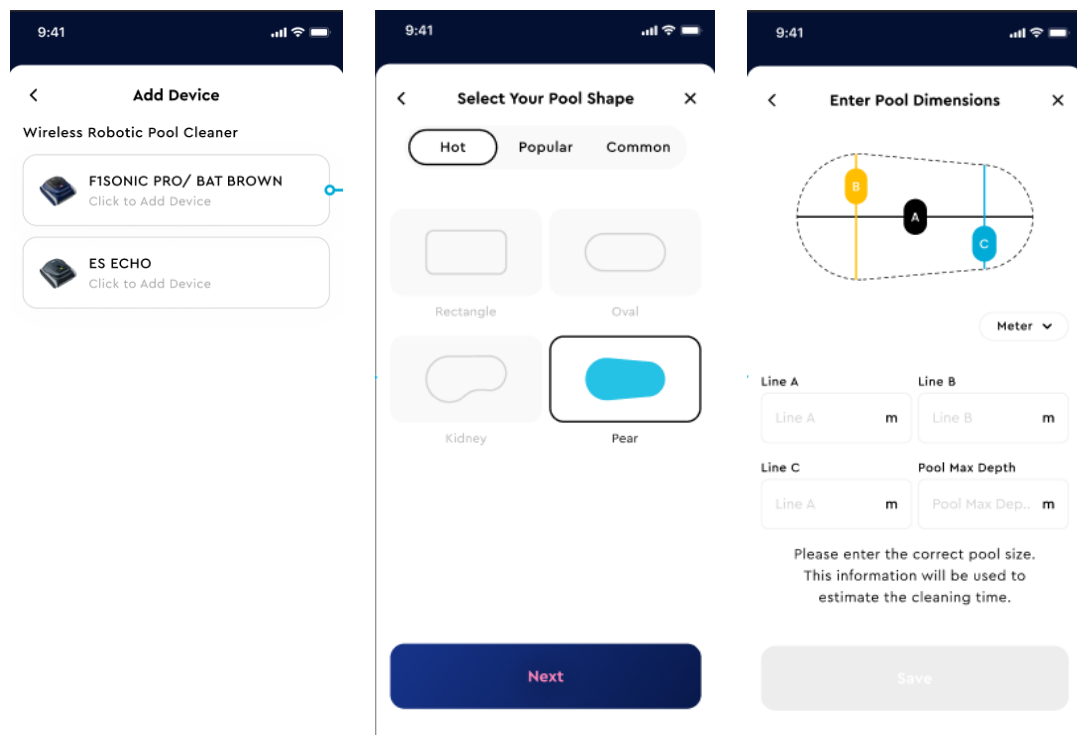 9:41
Add Device
Wireless Robotic Pool Cleaner
F1SONIC PRO/ BAT BROWN
Click to Add Device
ES ECHO
Click to Add Device
9:41
Select Your Pool Shape
Hot Popular Common
Rectangle Oval
Kidney Pear
Next
9:41
Enter Pool Dimensions
B
A
C
Meter
Line A Line B
Line A m Line B m
Line C Pool Max Depth
Line A m Pool Max Dep.. m
Please enter the correct pool size.
This information will be used to
estimate the cleaning time.
Save